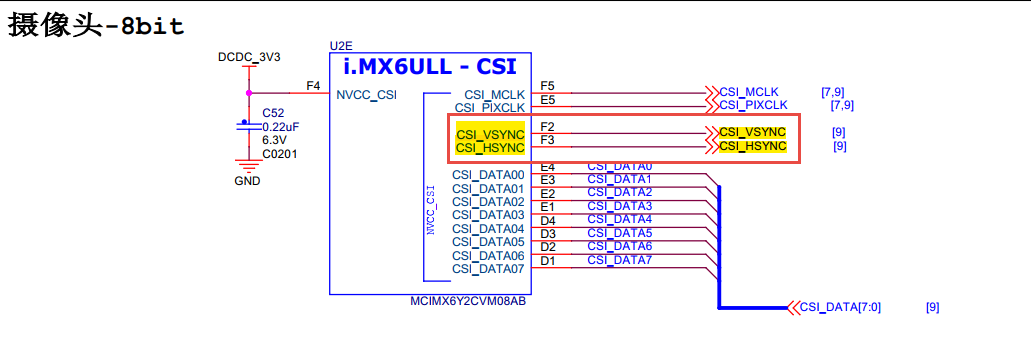 摄像头-8bit
U2E
DCDC_3V3
i.MX6ULL - CSI
F4
NVCC_CSI
C52
0.22uF
6.3V
C0201
GND
NVCC_CSI
CSI_MCLK F5 CSI_MCLK [7,9]
CSI_PIXCLK E5 CSI_PIXCLK [7,9]
CSI_VSYNC F2 CSI_VSYNC [9]
CSI_HSYNC F3 CSI_HSYNC [9]
CSI_DATA00 E4 CSI_DATA0
CSI_DATA01 E3 CSI_DATA1
CSI_DATA02 E2 CSI_DATA2
CSI_DATA03 E1 CSI_DATA3
CSI_DATA04 D4 CSI_DATA4
CSI_DATA05 D3 CSI_DATA5
CSI_DATA06 D2 CSI_DATA6
CSI_DATA07 D1 CSI_DATA7
MCIMX6Y2CVM08AB
CSI_DATA[7:0] [9]